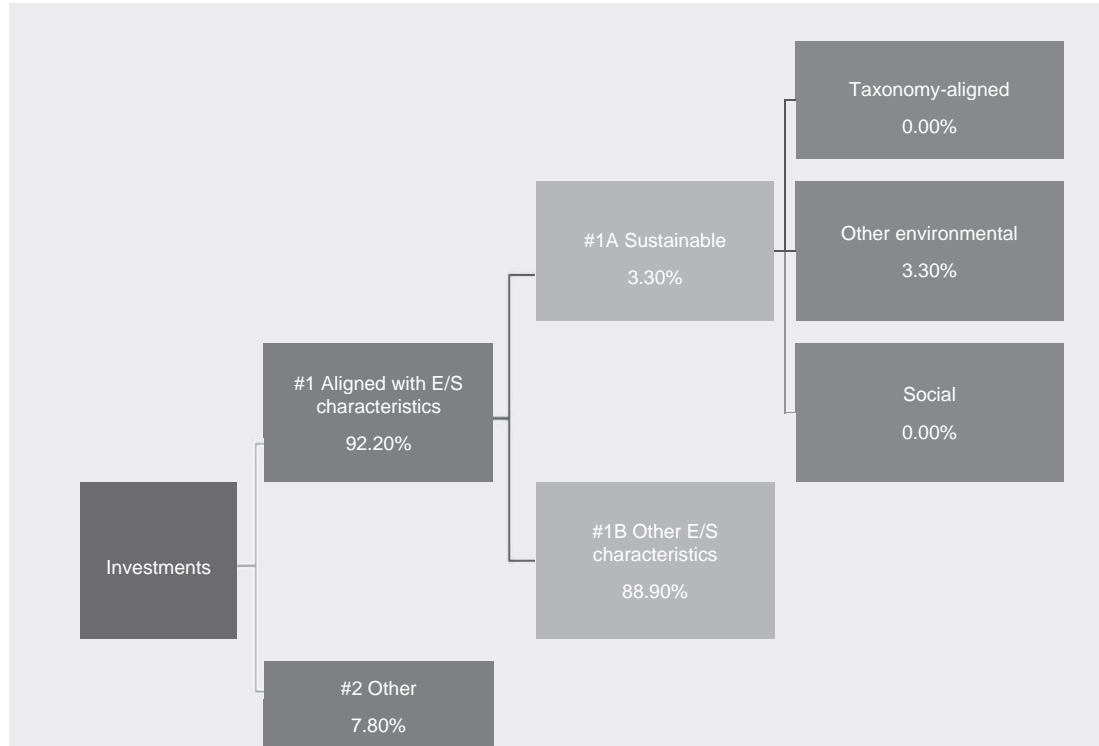 Investments
#1 Aligned with E/S
characteristics
92.20%
#2 Other
7.80%
#1A Sustainable
3.30%
#1B Other E/S
characteristics
88.90%
Taxonomy-aligned
0.00%
Other environmental
3.30%
Social
0.00%